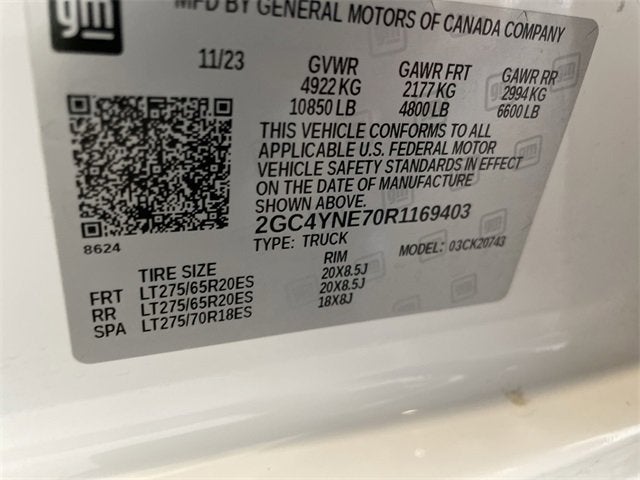 gm
MFD BY GENERAL MOTORS OF CANADA COMPANY
11/23 GVWR GAWR FRT GAWR RR
4922 KG 2177 KG 2994 KG
10850 LB 4800 LB 6600 LB
THIS VEHICLE CONFORMS TO ALL
APPLICABLE U.S. FEDERAL MOTOR
VEHICLE SAFETY STANDARDS IN EFFECT
ON THE DATE OF MANUFACTURE
SHOWN ABOVE.
2GC4YNE70R1169403
8624
TYPE: TRUCK MODEL: 03CK20743
TIRE SIZE RIM
FRT LT275/65R20ES 20X8.5J
RR LT275/65R20ES 20X8.5J
SPA LT275/70R18ES 18X8J